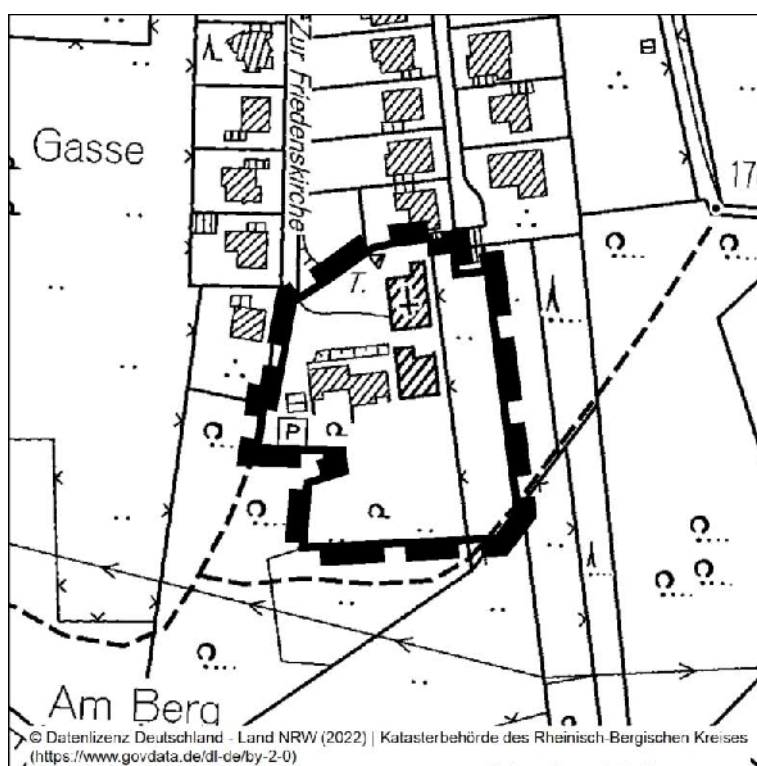 Zur Friedenskirche
Gasse
17
T.
P
Am Berg
© Datenlizenz Deutschland - Land NRW (2022) | Katasterbehörde des Rheinisch-Bergischen Kreises
(https://www.govdata.de/dl-de/by-2-0)